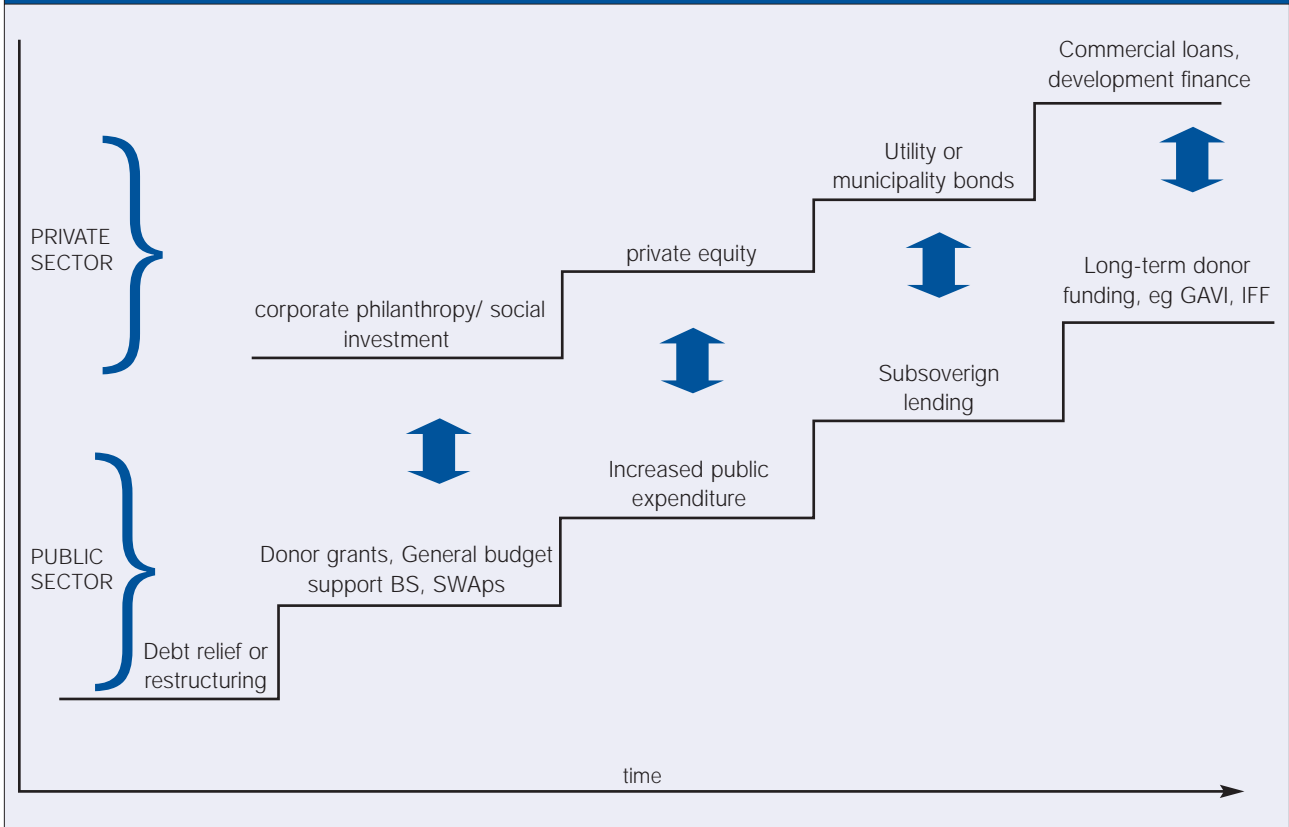 Commercial loans,
development finance
Utility or
municipality bonds
PRIVATE
SECTOR
private equity
Long-term donor
funding, eg GAVI, IFF
corporate philanthropy/ social
investment
Subsoverign
lending
Increased public
expenditure
PUBLIC
SECTOR
Donor grants, General budget
support BS, SWAps
Debt relief or
restructuring
time